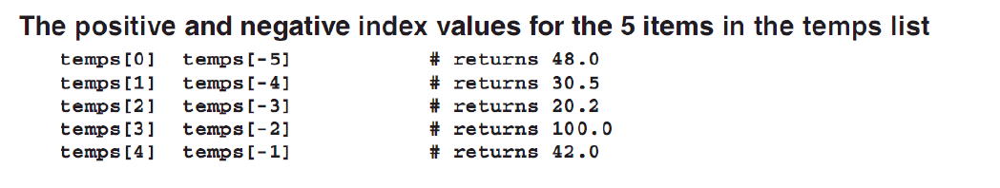 The positive and negative index values for the 5 items in the temps list
temps[0] temps[-5] # returns 48.0
temps[1] temps[-4] # returns 30.5
temps[2] temps[-3] # returns 20.2
temps[3] temps[-2] # returns 100.0
temps[4] temps[-1] # returns 42.0